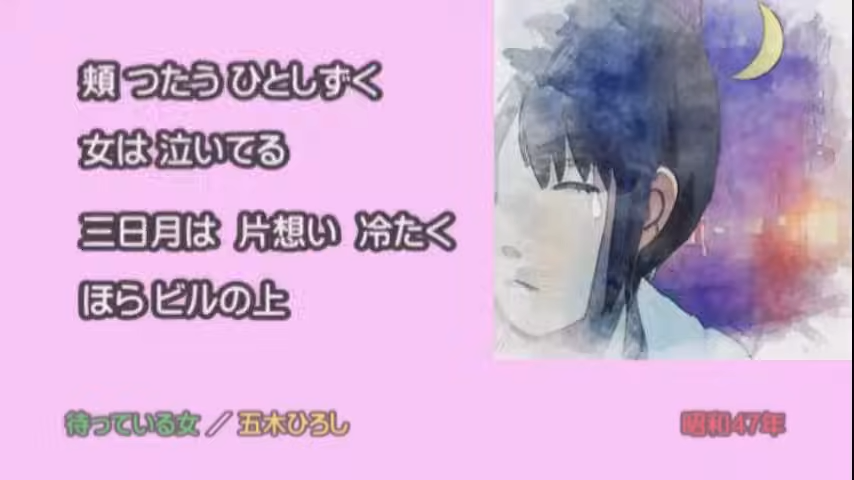 頬 つたう ひとしずく
女は 泣いてる
三日月は 片想い 冷たく
ほら ビルの上
待っている女 / 五木ひろし
昭和47年